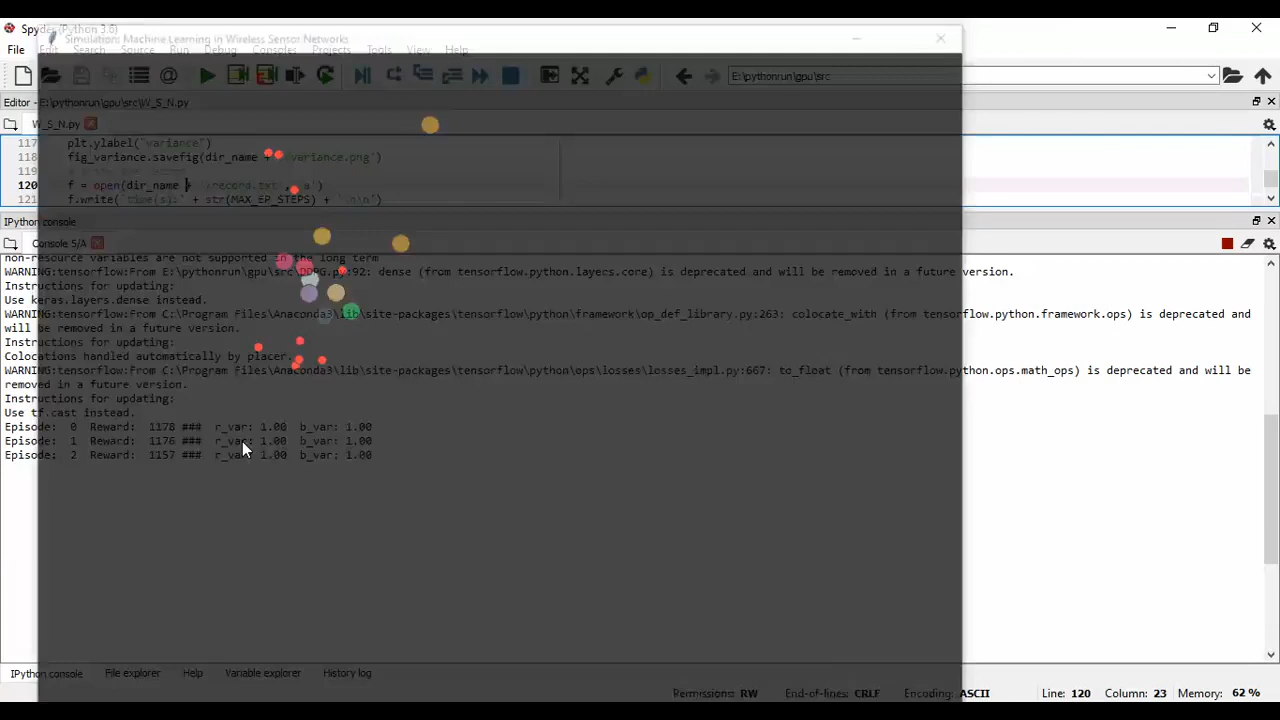 Spyder (Python 3.6)
Simulation: Machine Learning in Wireless Sensor Networks
File Edit Search Source Run Debug Consoles Projects Tools View Help
E:\pythonrun\gpu\src
Editor - E:\pythonrun\gpu\src\W_S_N.py
W_S_N.py
117 plt.ylabel("variance")
118 fig_variance.savefig(dir_name + variance.png')
119
120 f = open(dir_name + record.txt', 'a')
121 f.write('time(s):' + str(MAX_EP_STEPS) + '\n\n")
IPython console
Console 5/A
non-resource variables are not supported in the long term
WARNING:tensorflow:From E:\pythonrun\gpu\src\DDPG.py:92: dense (from tensorflow.python.layers.core) is deprecated and will be removed in a future version.
Instructions for updating:
Use keras.layers.dense instead.
WARNING:tensorflow:From C:\Program Files\Anaconda3\lib\site-packages\tensorflow\python\framework\op_def_library.py:263: colocate_with (from tensorflow.python.framework.ops) is deprecated and
will be removed in a future version.
Instructions for updating:
Colocations handled automatically by placer.
WARNING:tensorflow:From C:\Program Files\Anaconda3\lib\site-packages\tensorflow\python\ops\losses\losses_impl.py:667: to_float (from tensorflow.python.ops.math_ops) is deprecated and will be
removed in a future version.
Instructions for updating:
Use tf.cast instead.
Episode: 0 Reward: 1178 ### r_var: 1.00 b_var: 1.00
Episode: 1 Reward: 1176 ### r_var: 1.00 b_var: 1.00
Episode: 2 Reward: 1157 ### r_var: 1.00 b_var: 1.00
IPython console File explorer Help Variable explorer History log
Permissions: RW End-of-lines: CRLF Encoding: ASCII Line: 120 Column: 23 Memory: 62 %